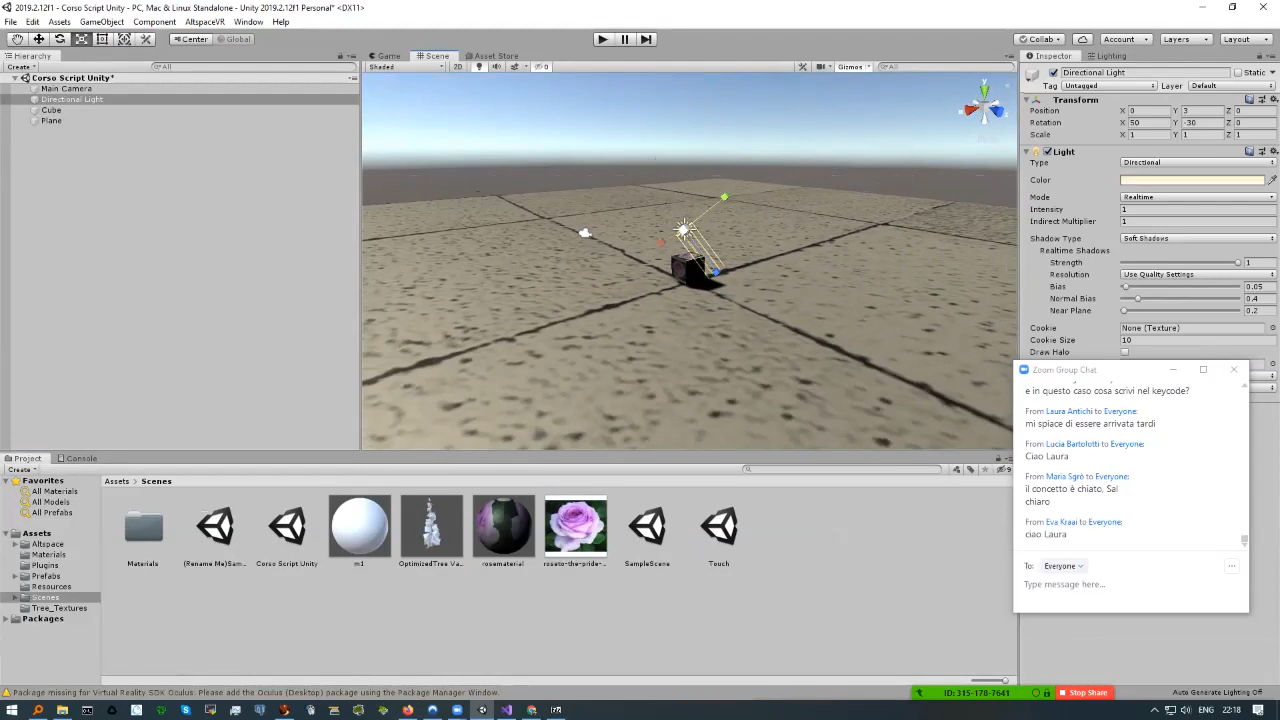 2019.2.12f1 - Corso Script Unity - PC, Mac & Linux Standalone - Unity 2019.2.12f1 Personal* <DX11>
File Edit Assets GameObject Component AltspaceVR Window Help
Center Global Collab Account Layers Layout
Hierarchy
Create All
Corso Script Unity*
Main Camera
Directional Light
Cube
Plane
Game Scene Asset Store
Shaded 2D 0 Gizmos All
y
Inspector Lighting
Directional Light Static
Tag Untagged Layer Default
Transform
Position X 0 Y 3 Z 0
Rotation X 50 Y -30 Z 0
Scale X 1 Y 1 Z 1
Light
Type Directional
Color
Mode Realtime
Intensity 1
Indirect Multiplier 1
Shadow Type Soft Shadows
Realtime Shadows
Strength 1
Resolution Use Quality Settings
Bias 0.05
Normal Bias 0.4
Near Plane 0.2
Cookie None (Texture)
Cookie Size 10
Draw Halo
Zoom Group Chat
e in questo caso cosa scrivi nel keycode?
From Laura Antichi to Everyone:
mi spiace di essere arrivata tardi
From Lucia Bartolotti to Everyone:
Ciao Laura
From Maria Sgrò to Everyone:
il concetto è chiato, Sal
chiaro
From Eva Kraai to Everyone:
ciao Laura
To: Everyone
Type message here...
Project Console
Create
Favorites
All Materials
All Models
All Prefabs
Assets
Altspace
Materials
Plugins
Prefabs
Resources
Scenes
Tree_Textures
Packages
Assets Scenes
Materials
(Rename Me)Sam...
Corso Script Unity
m1
OptimizedTree Va...
rosematerial
roseto-the-pride-...
SampleScene
Touch
Package missing for Virtual Reality SDK Oculus. Please add the Oculus (Desktop) package using the Package Manager Window.
ID: 315-178-7641 Stop Share
Auto Generate Lighting Off
ENG 22:18